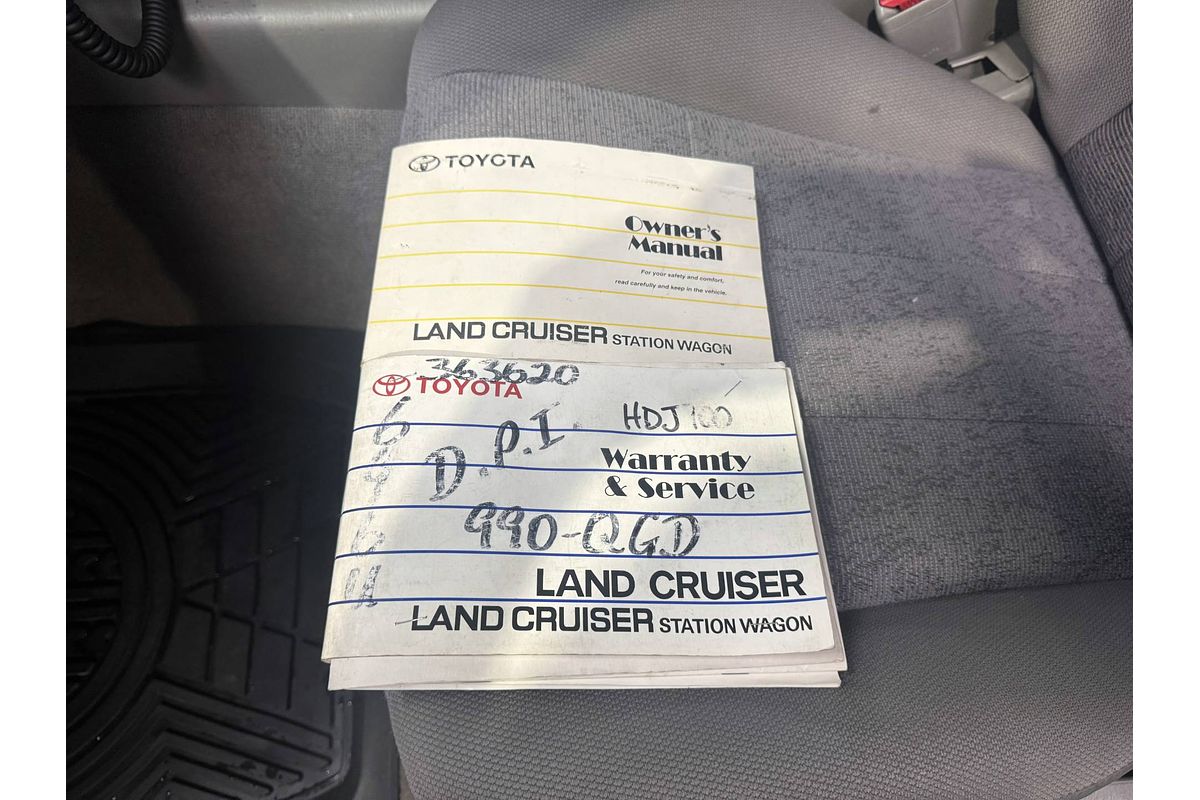 TOYOTA
Owner's
Manual
For your safety and comfort,
read carefully and keep in the vehicle.
LAND CRUISER STATION WAGON
363620
TOYOTA
HDJ100
D.P.I.
Warranty
& Service
990-QGD
LAND CRUISER
LAND CRUISER STATION WAGON